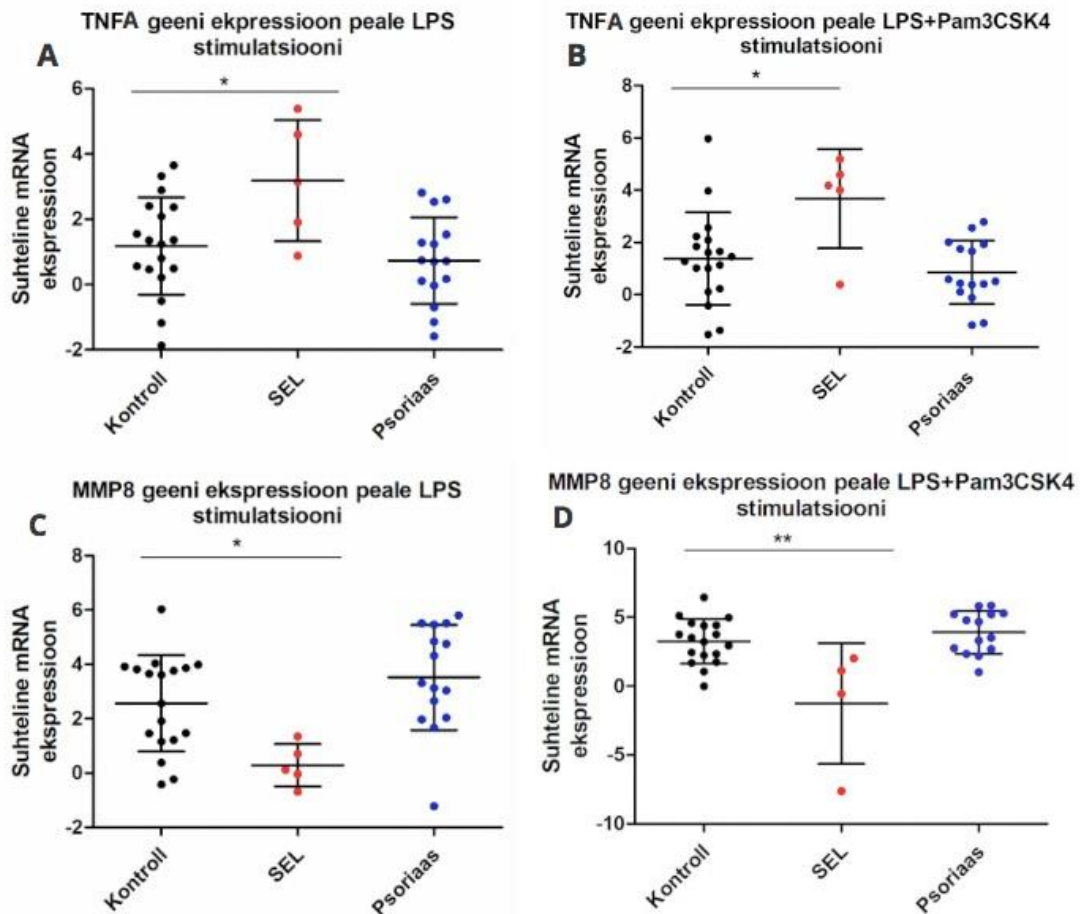 TNFA geeni ekpressioon peale LPS
stimulatsiooni
A
*
Suhteline mRNA
ekspressioon
6
4
2
0
-2
Kontroll
SEL
Psoriaas
TNFA geeni ekspressioon peale LPS+Pam3CSK4
stimulatsiooni
B
*
Suhteline mRNA
ekspressioon
8
6
4
2
0
-2
Kontroll
SEL
Psoriaas
MMP8 geeni ekspressioon peale LPS
stimulatsiooni
C
*
Suhteline mRNA
ekspressioon
8
6
4
2
0
-2
Kontroll
SEL
Psoriaas
MMP8 geeni ekspressioon peale LPS+Pam3CSK4
stimulatsiooni
D
**
Suhteline mRNA
ekspressioon
10
5
0
-5
-10
Kontroll
SEL
Psoriaas